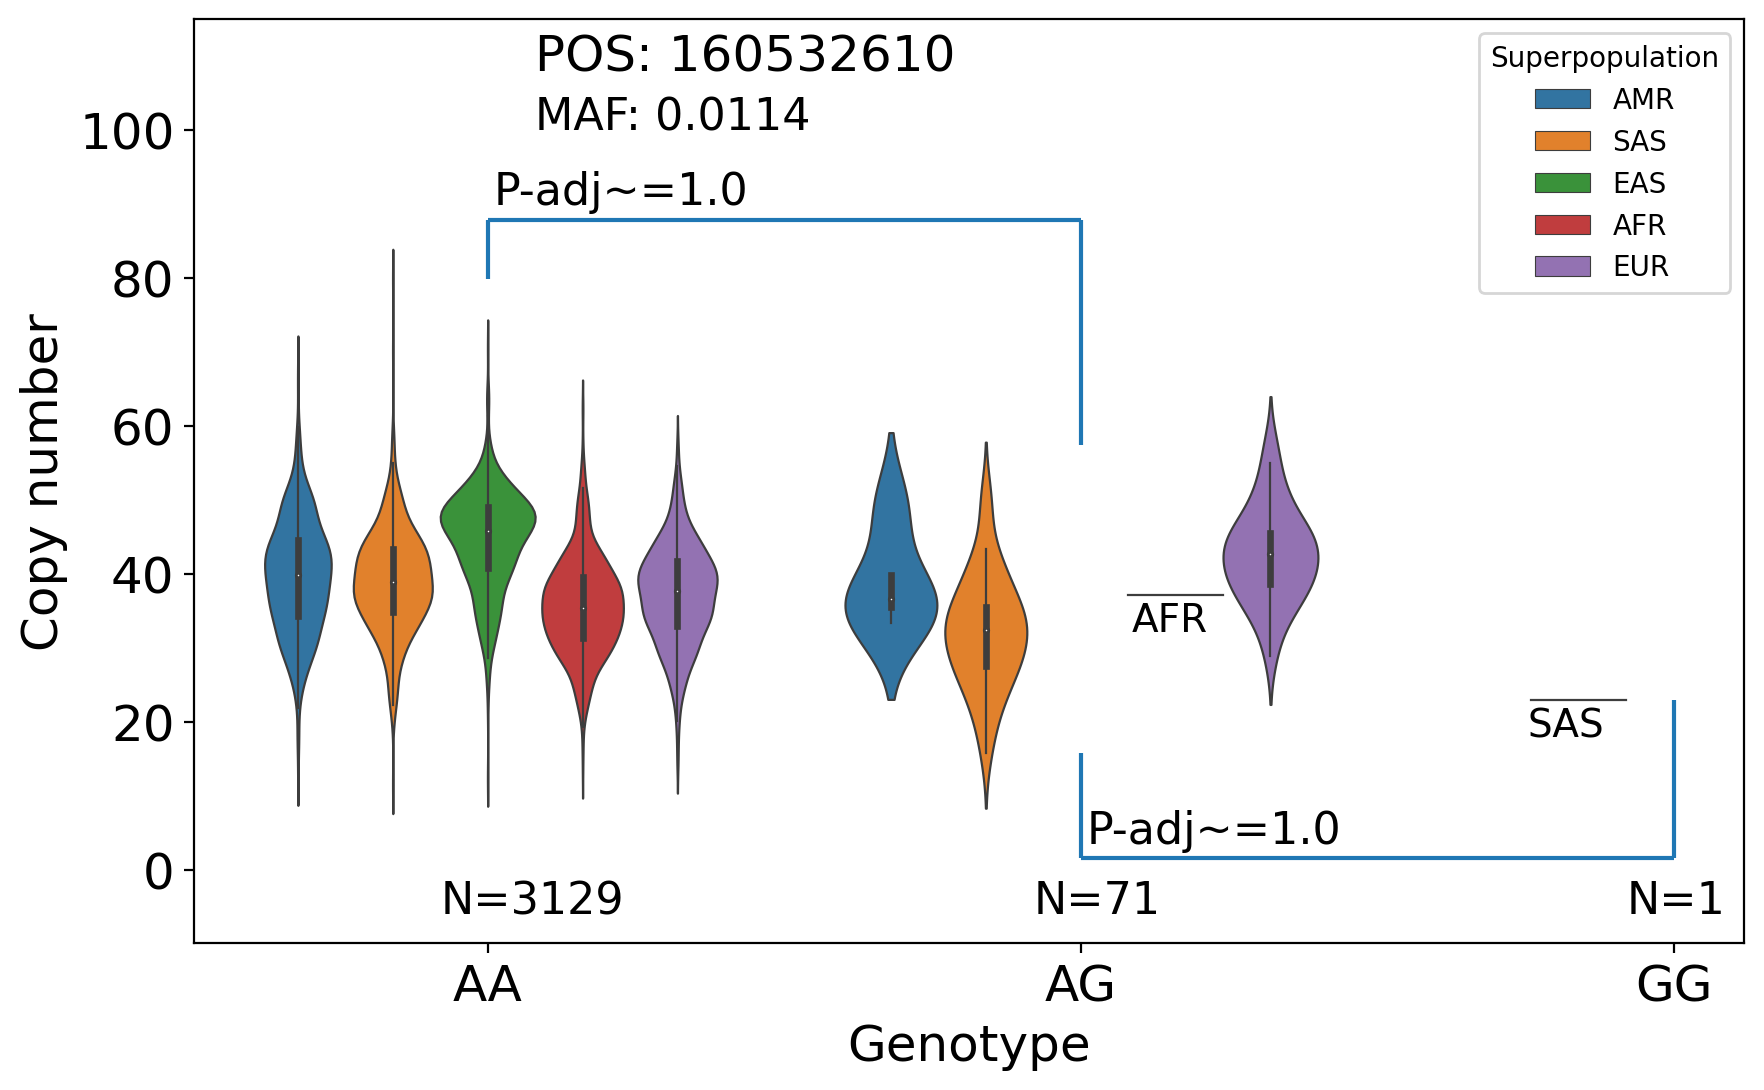 POS: 160532610
MAF: 0.0114
P-adj~=1.0
Superpopulation
AMR
SAS
EAS
AFR
EUR
Copy number
100
80
60
40
20
0
AFR
SAS
P-adj~=1.0
N=3129
N=71
N=1
AA
AG
GG
Genotype